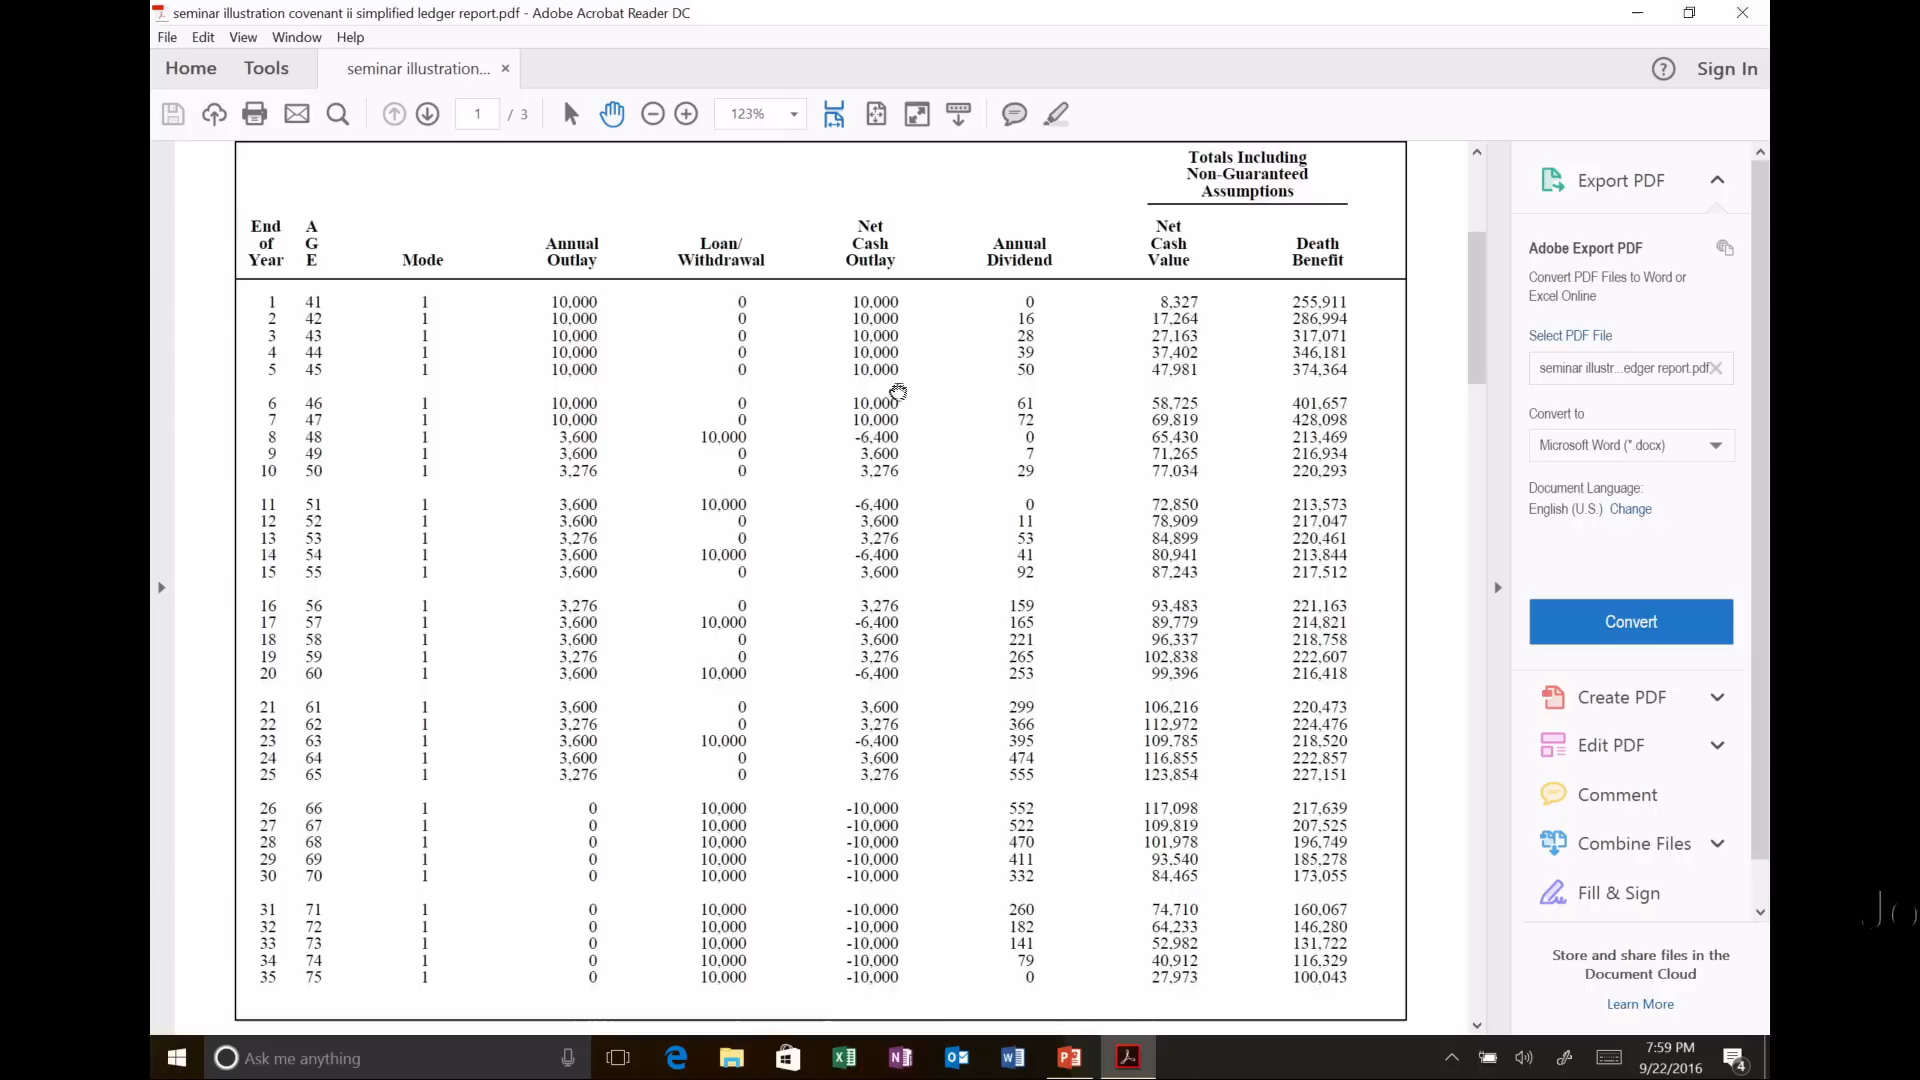 seminar illustration covenant ii simplified ledger report.pdf - Adobe Acrobat Reader DC
File Edit View Window Help
Home Tools seminar illustration... × Sign In
1 / 3 123%
Totals Including
Non-Guaranteed
Assumptions
End A Net Net
of G Annual Loan/ Cash Annual Cash Death
Year E Mode Outlay Withdrawal Outlay Dividend Value Benefit
1 41 1 10,000 0 10,000 0 8,327 255,911
2 42 1 10,000 0 10,000 16 17,264 286,994
3 43 1 10,000 0 10,000 28 27,163 317,071
4 44 1 10,000 0 10,000 39 37,402 346,181
5 45 1 10,000 0 10,000 50 47,981 374,364
6 46 1 10,000 0 10,000 61 58,725 401,657
7 47 1 10,000 0 10,000 72 69,819 428,098
8 48 1 3,600 10,000 -6,400 0 65,430 213,469
9 49 1 3,600 0 3,600 7 71,265 216,934
10 50 1 3,276 0 3,276 29 77,034 220,293
11 51 1 3,600 10,000 -6,400 0 72,850 213,573
12 52 1 3,600 0 3,600 11 78,909 217,047
13 53 1 3,276 0 3,276 53 84,899 220,461
14 54 1 3,600 10,000 -6,400 41 80,941 213,844
15 55 1 3,600 0 3,600 92 87,243 217,512
16 56 1 3,276 0 3,276 159 93,483 221,163
17 57 1 3,600 10,000 -6,400 165 89,779 214,821
18 58 1 3,600 0 3,600 221 96,337 218,758
19 59 1 3,276 0 3,276 265 102,838 222,607
20 60 1 3,600 10,000 -6,400 253 99,396 216,418
21 61 1 3,600 0 3,600 299 106,216 220,473
22 62 1 3,276 0 3,276 366 112,972 224,476
23 63 1 3,600 10,000 -6,400 395 109,785 218,520
24 64 1 3,600 0 3,600 474 116,855 222,857
25 65 1 3,276 0 3,276 555 123,854 227,151
26 66 1 0 10,000 -10,000 552 117,098 217,639
27 67 1 0 10,000 -10,000 522 109,819 207,525
28 68 1 0 10,000 -10,000 470 101,978 196,749
29 69 1 0 10,000 -10,000 411 93,540 185,278
30 70 1 0 10,000 -10,000 332 84,465 173,055
31 71 1 0 10,000 -10,000 260 74,710 160,067
32 72 1 0 10,000 -10,000 182 64,233 146,280
33 73 1 0 10,000 -10,000 141 52,982 131,722
34 74 1 0 10,000 -10,000 79 40,912 116,329
35 75 1 0 10,000 -10,000 0 27,973 100,043
Export PDF
Adobe Export PDF
Convert PDF Files to Word or
Excel Online
Select PDF File
seminar illustr...edger report.pdf
Convert to
Microsoft Word (*.docx)
Document Language:
English (U.S.) Change
Convert
Create PDF
Edit PDF
Comment
Combine Files
Fill & Sign
Store and share files in the
Document Cloud
Learn More
Ask me anything
7:59 PM
9/22/2016
4